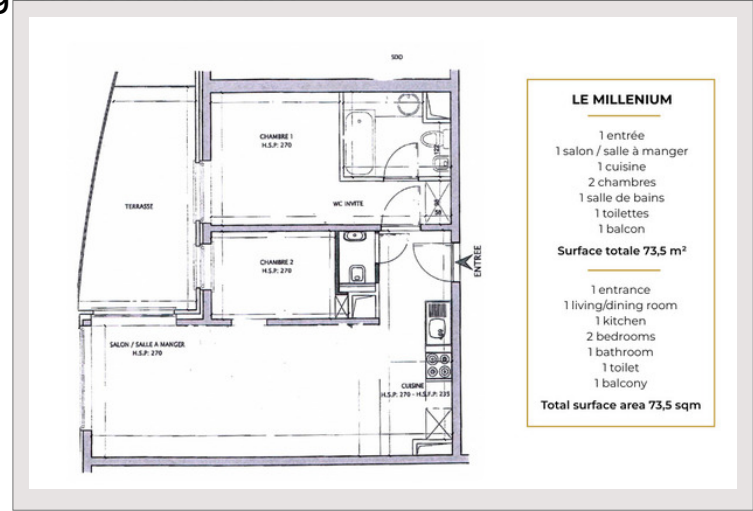 SDO
CHAMBRE 1
H.S.P: 270
TERRASSE
WC INVITE
CHAMBRE 2
H.S.P: 270
ENTREE
SALON / SALLE A MANGER
H.S.P: 270
CUISINE
H.S.P: 270 - H.S.F.P: 235
LE MILLENIUM
1 entrée
1 salon / salle à manger
1 cuisine
2 chambres
1 salle de bains
1 toilettes
1 balcon
Surface totale 73,5 m²
1 entrance
1 living/dining room
1 kitchen
2 bedrooms
1 bathroom
1 toilet
1 balcony
Total surface area 73,5 sqm